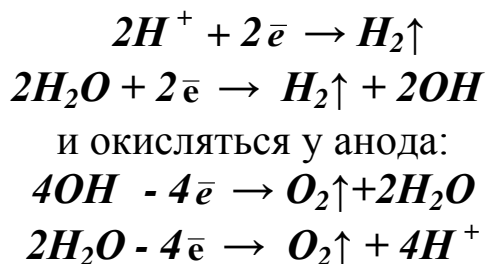 2H⁺ + 2ē → H₂↑
2H₂O + 2ē → H₂↑ + 2OH
и окисляться у анода:
4OH - 4ē → O₂↑+2H₂O
2H₂O - 4ē → O₂↑ + 4H⁺